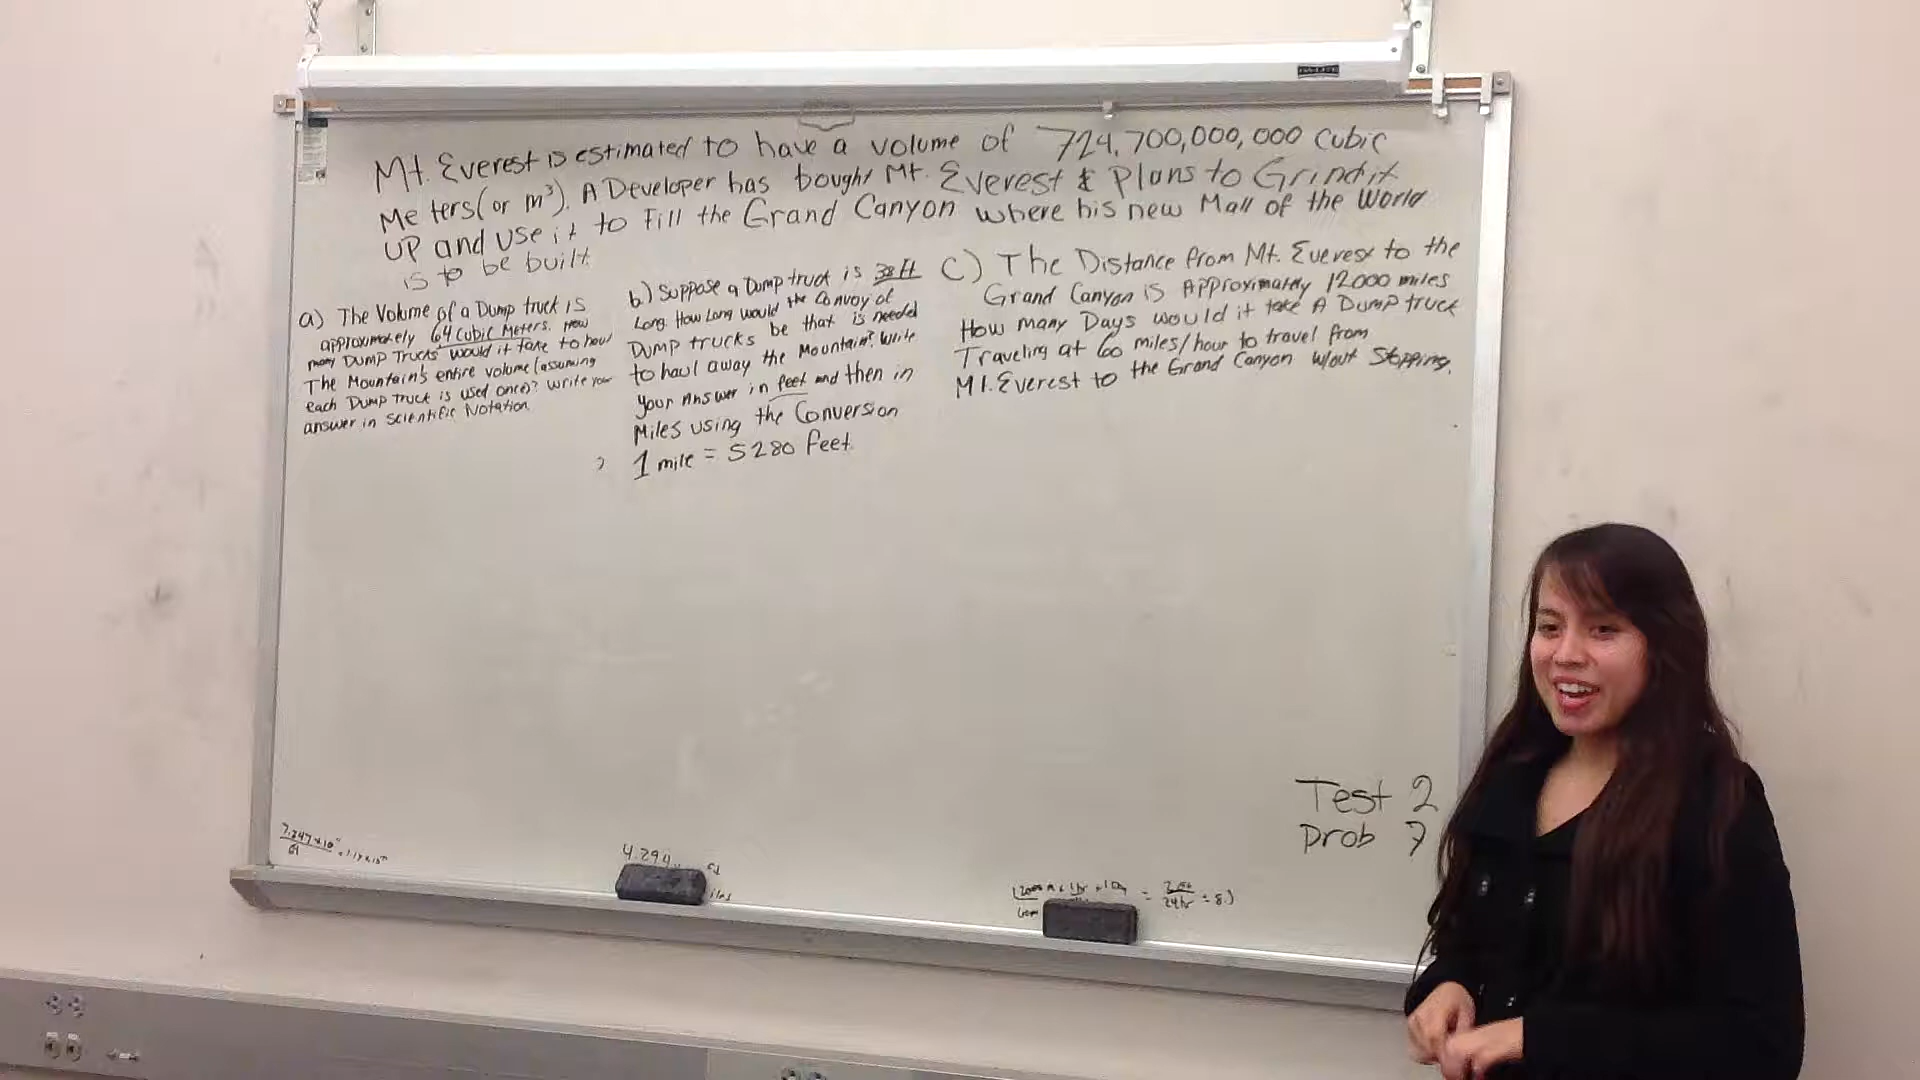 Mt. Everest is estimated to have a volume of 724,700,000,000 cubic
Meters (or m³). A Developer has bought Mt. Everest & Plans to Grind it
UP and use it to Fill the Grand Canyon where his new Mall of the World
is to be built
a) The Volume of a Dump truck is
approximately 64 cubic Meters. How
many Dump Trucks would it take to haul
The Mountain's entire volume (assuming
each Dump truck is used once)? Write your
answer in Scientific Notation
b.) Suppose a Dump truck is 38 ft
Long. How Long would the Convoy of
Dump trucks be that is needed
to haul away the Mountain? Write
your Answer in feet and then in
Miles using the Conversion
1 mile = 5280 feet
c) The Distance from Mt. Everest to the
Grand Canyon is Approximately 12000 miles
How many Days would it take A Dump truck
Traveling at 60 miles/hour to travel from
Mt. Everest to the Grand Canyon w/out Stopping.
Test 2
Prob 7
4.294